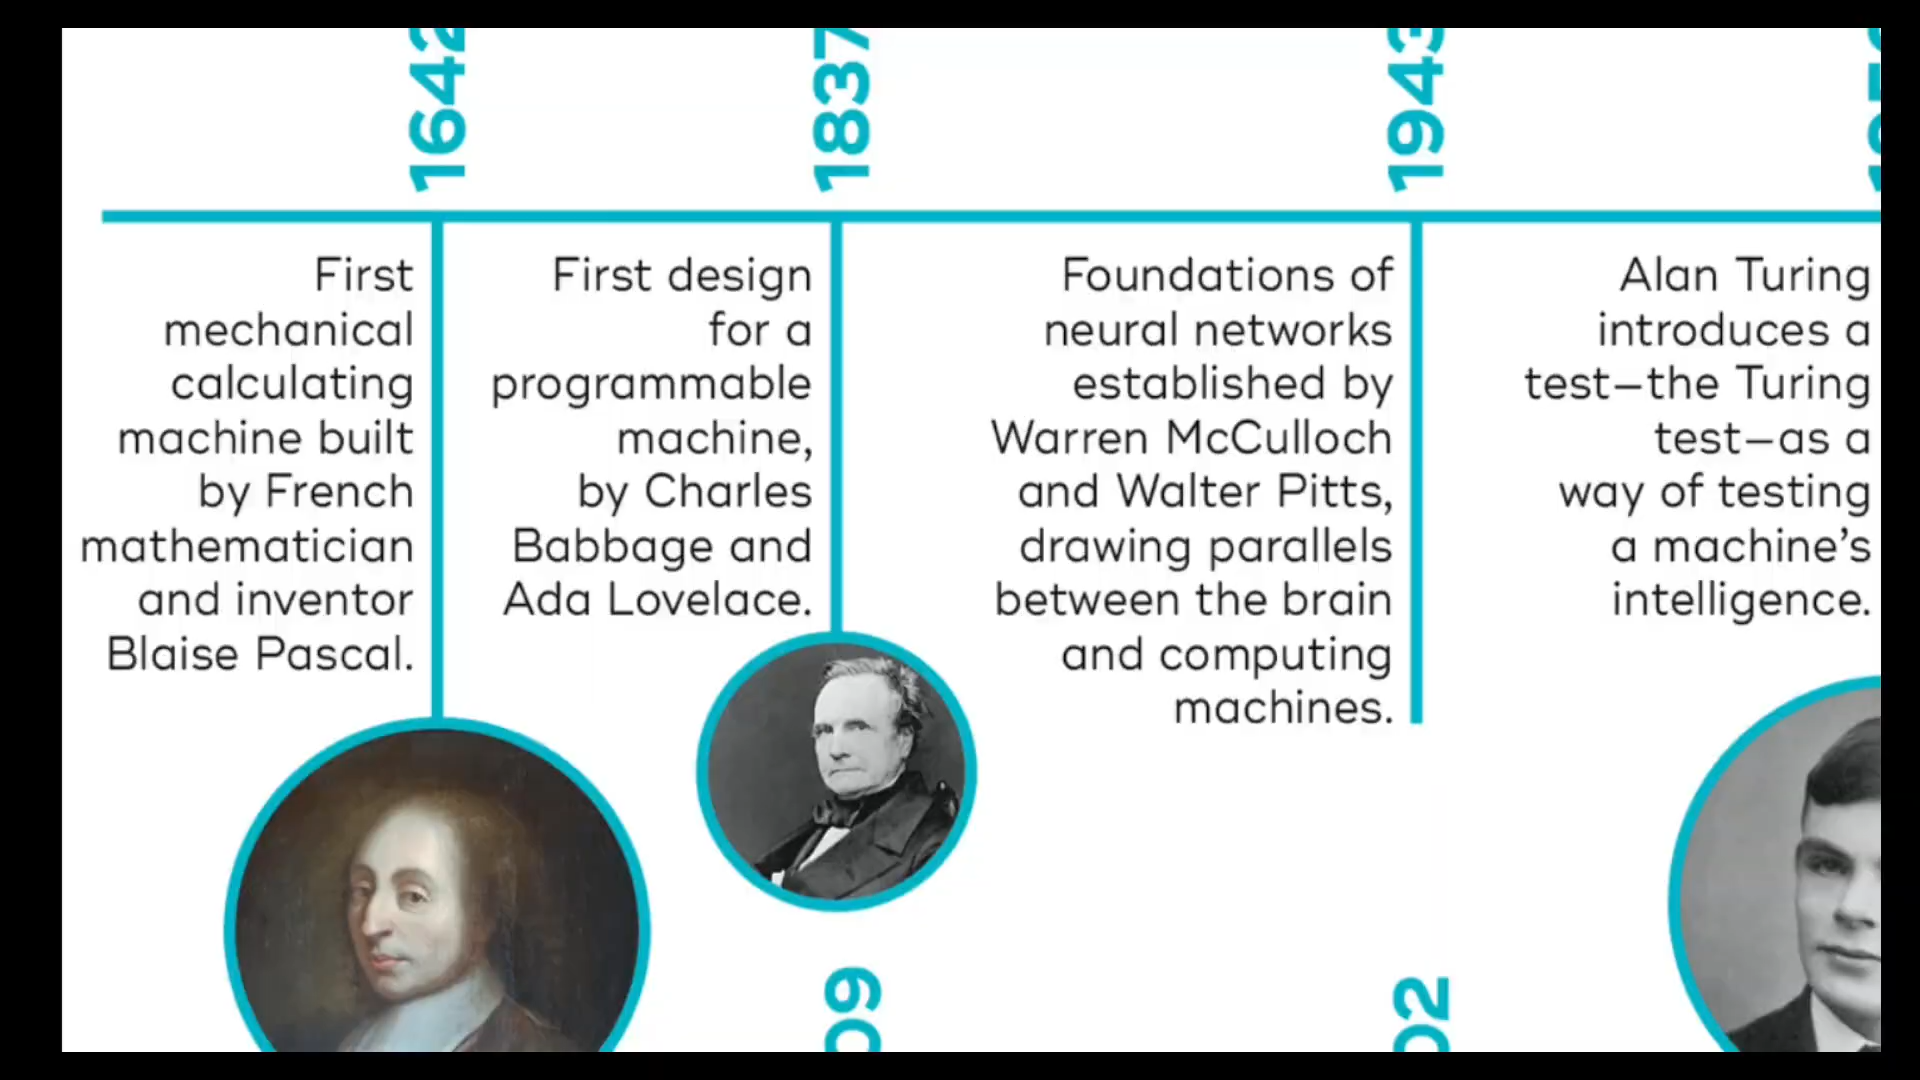 1642
1837
1943
First
mechanical
calculating
machine built
by French
mathematician
and inventor
Blaise Pascal.
First design
for a
programmable
machine,
by Charles
Babbage and
Ada Lovelace.
Foundations of
neural networks
established by
Warren McCulloch
and Walter Pitts,
drawing parallels
between the brain
and computing
machines.
Alan Turing
introduces a
test—the Turing
test—as a
way of testing
a machine’s
intelligence.
09
02